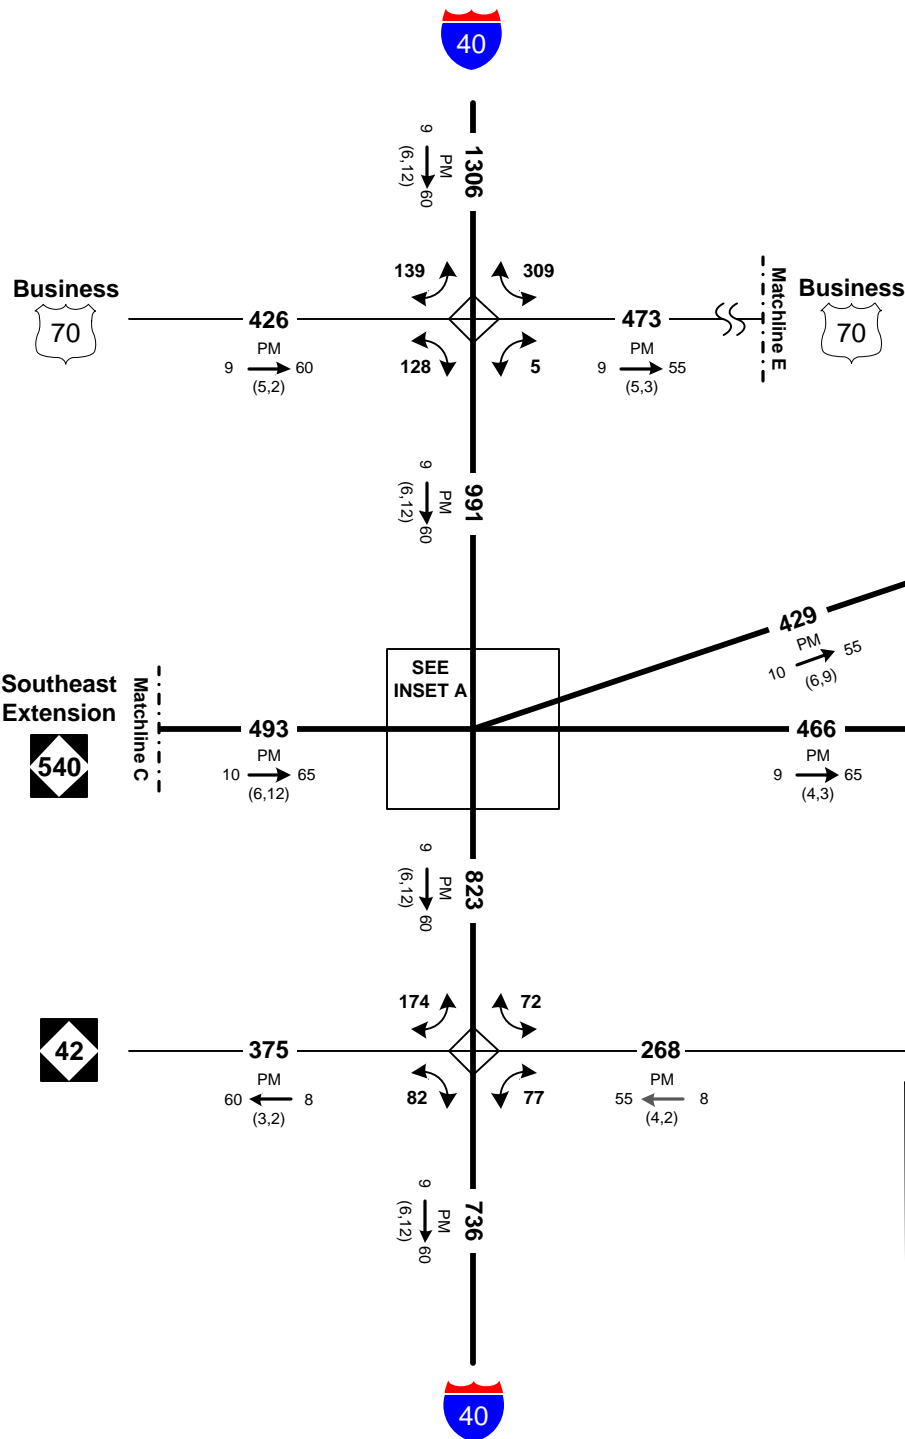 40
9
PM
(6,12)
60
1306
139
309
Business
70
426
PM
9 60
(5,2)
473
PM
9 55
(5,3)
Matchline E
Business
70
128
5
9
PM
(6,12)
60
991
429
PM
10 55
(6,9)
SEE
INSET A
Southeast
Extension
540
Matchline C
493
PM
10 65
(6,12)
466
PM
9 65
(4,3)
9
PM
(6,12)
60
823
174
72
42
375
PM
60 8
(3,2)
268
PM
55 8
(4,2)
82
77
9
PM
(6,12)
60
736
40